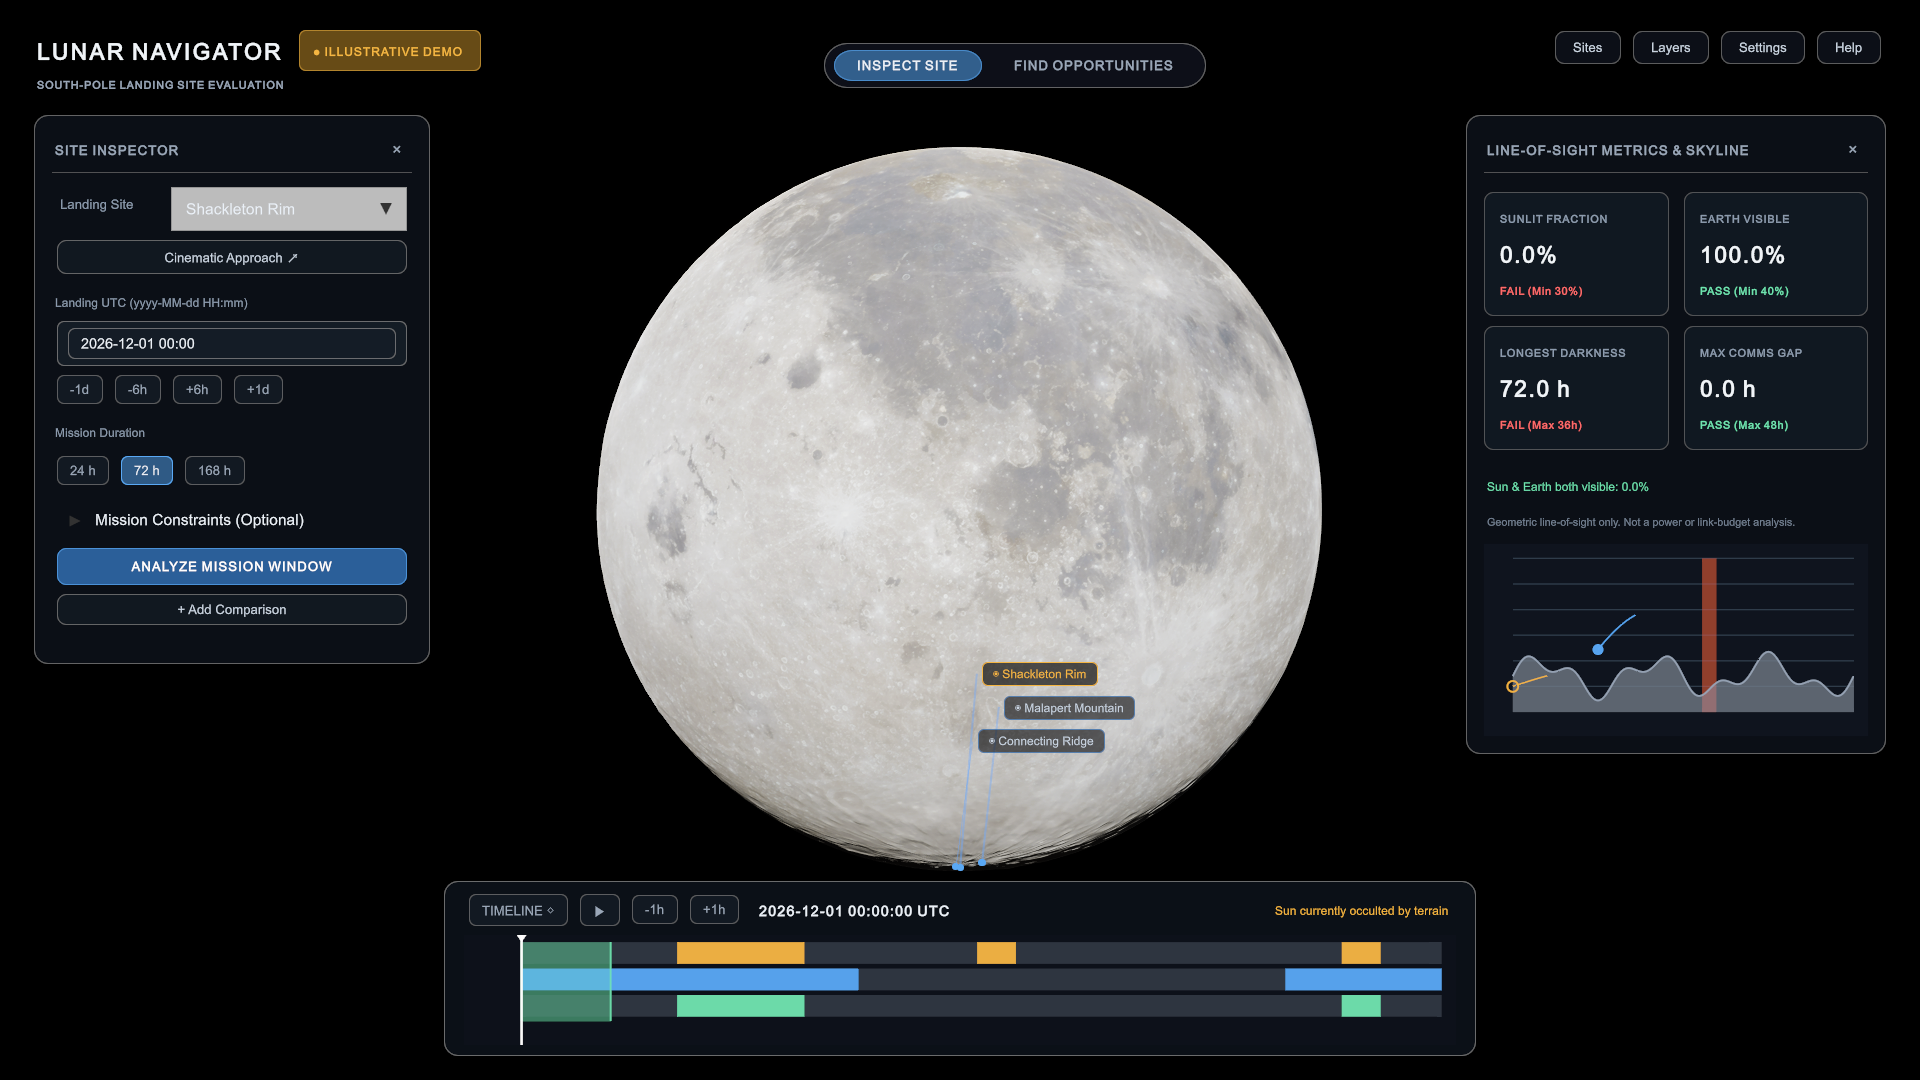 LUNAR NAVIGATOR
● ILLUSTRATIVE DEMO
SOUTH-POLE LANDING SITE EVALUATION
INSPECT SITE
FIND OPPORTUNITIES
Sites
Layers
Settings
Help
SITE INSPECTOR
×
Landing Site
Shackleton Rim ▼
Cinematic Approach ↗
Landing UTC (yyyy-MM-dd HH:mm)
2026-12-01 00:00
-1d
-6h
+6h
+1d
Mission Duration
24 h
72 h
168 h
▶ Mission Constraints (Optional)
ANALYZE MISSION WINDOW
+ Add Comparison
Shackleton Rim
Malapert Mountain
Connecting Ridge
LINE-OF-SIGHT METRICS & SKYLINE
×
SUNLIT FRACTION
0.0%
FAIL (Min 30%)
EARTH VISIBLE
100.0%
PASS (Min 40%)
LONGEST DARKNESS
72.0 h
FAIL (Max 36h)
MAX COMMS GAP
0.0 h
PASS (Max 48h)
Sun & Earth both visible: 0.0%
Geometric line-of-sight only. Not a power or link-budget analysis.
TIMELINE ◇
▶
-1h
+1h
2026-12-01 00:00:00 UTC
Sun currently occulted by terrain